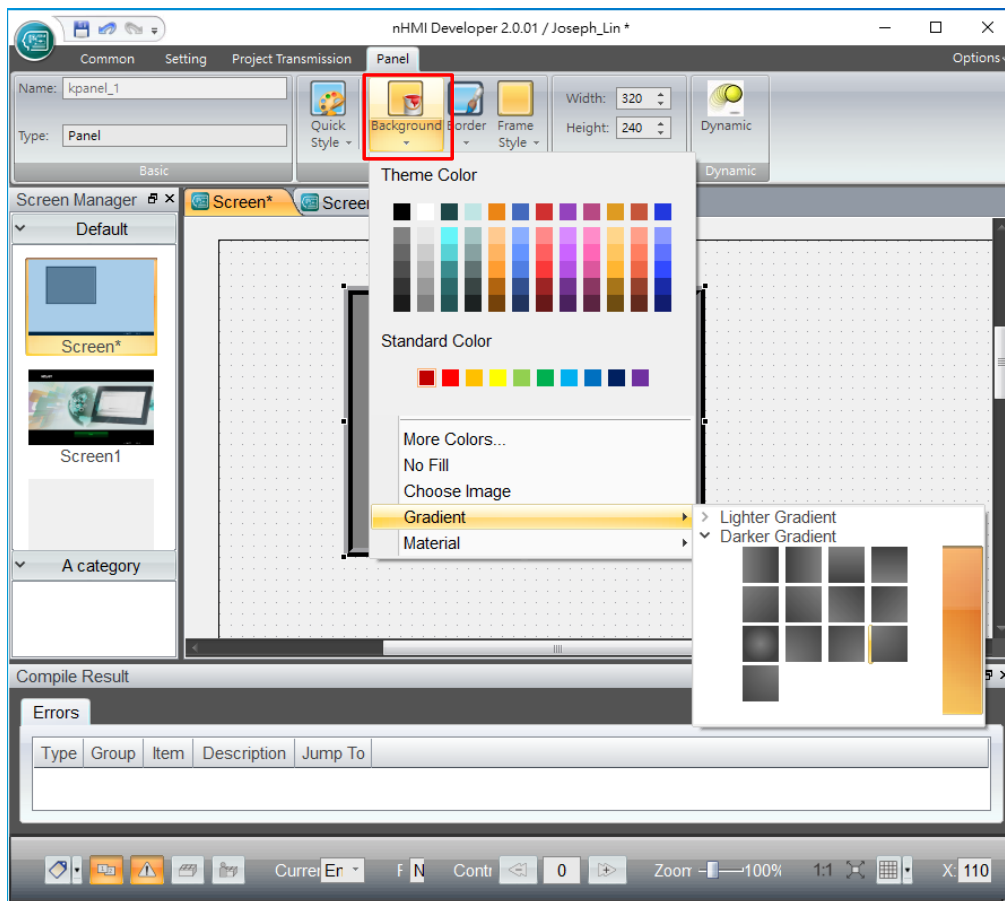 nHMI Developer 2.0.01 / Joseph_Lin *
Common Setting Project Transmission Panel Options
Name: kpanel_1
Type: Panel
Basic
Quick Style
Background
Border
Frame Style
Width: 320
Height: 240
Dynamic
Dynamic
Screen Manager
Default
Screen*
Screen1
A category
Screen*
Theme Color
Standard Color
More Colors...
No Fill
Choose Image
Gradient
Material
Lighter Gradient
Darker Gradient
Compile Result
Errors
Type Group Item Description Jump To
0
100%
1:1
X: 110